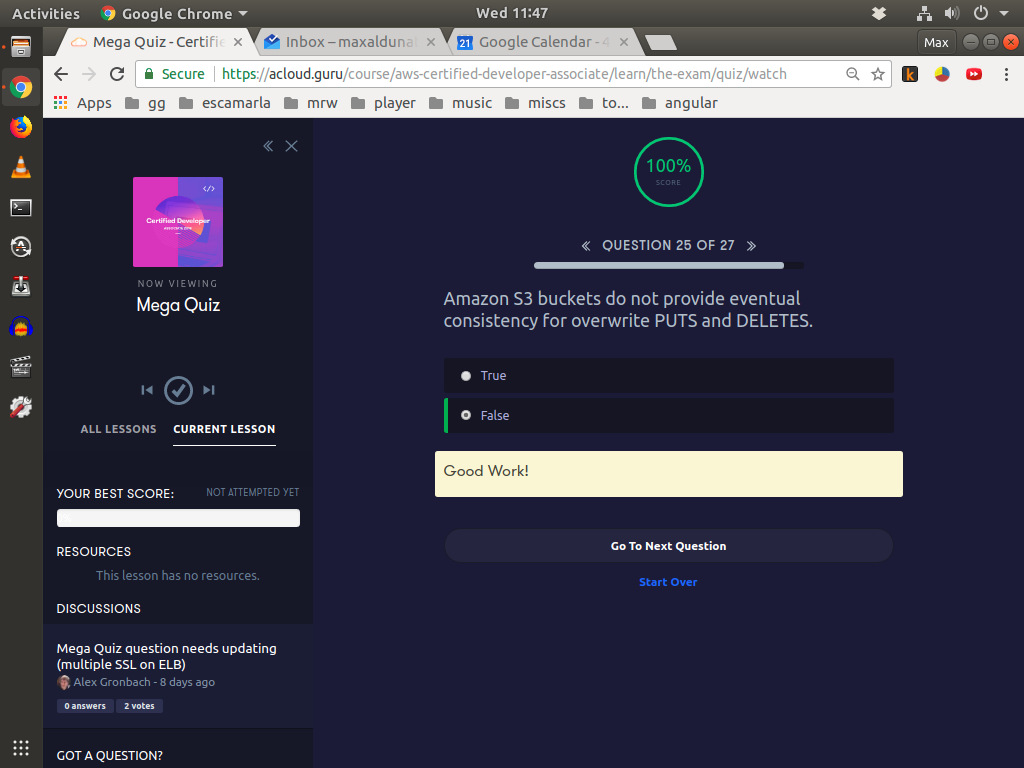 Activities Google Chrome Wed 11:47
Mega Quiz - Certifie Inbox – maxalduna Google Calendar - 4 Max
Secure https://acloud.guru/course/aws-certified-developer-associate/learn/the-exam/quiz/watch
Apps gg escamarla mrw player music miscs to... angular
</>
Certified Developer
NOW VIEWING
Mega Quiz
ALL LESSONS CURRENT LESSON
YOUR BEST SCORE: NOT ATTEMPTED YET
RESOURCES
This lesson has no resources.
DISCUSSIONS
Mega Quiz question needs updating
(multiple SSL on ELB)
Alex Gronbach - 8 days ago
0 answers 2 votes
GOT A QUESTION?
100%
SCORE
QUESTION 25 OF 27
Amazon S3 buckets do not provide eventual
consistency for overwrite PUTS and DELETES.
True
False
Good Work!
Go To Next Question
Start Over